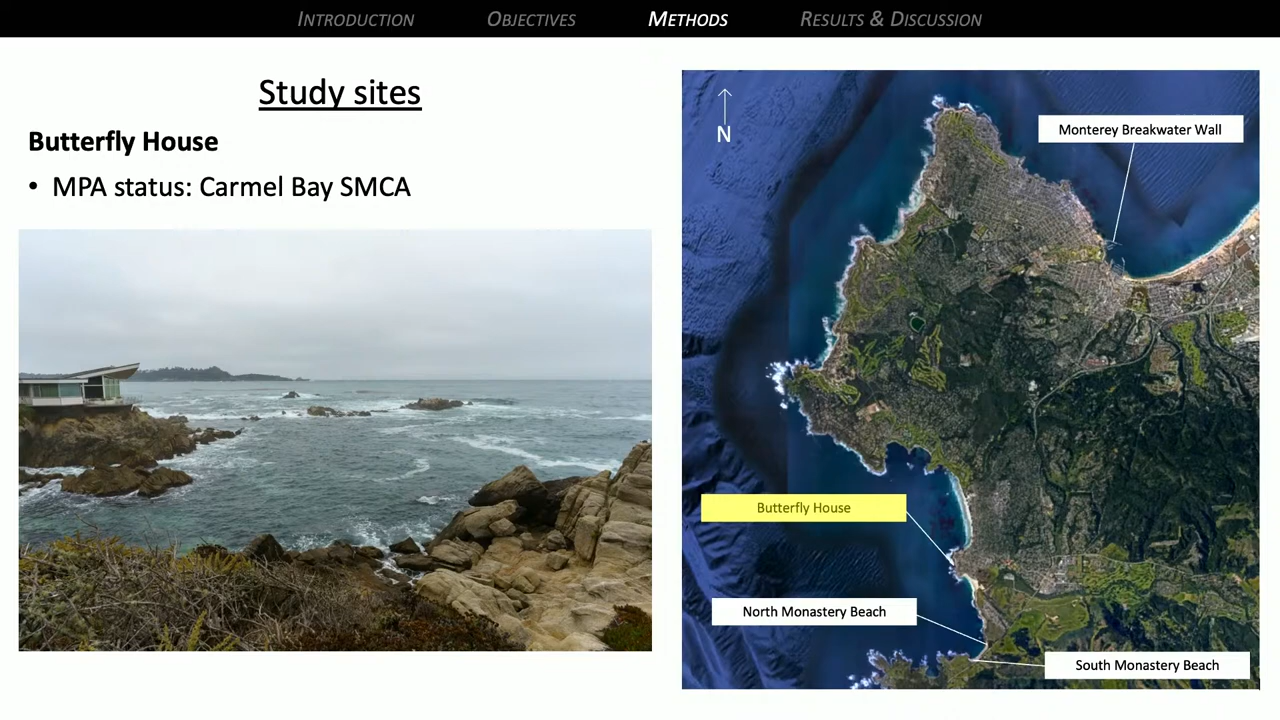 INTRODUCTION OBJECTIVES METHODS RESULTS & DISCUSSION
Study sites
Butterfly House
• MPA status: Carmel Bay SMCA
N
Monterey Breakwater Wall
Butterfly House
North Monastery Beach
South Monastery Beach